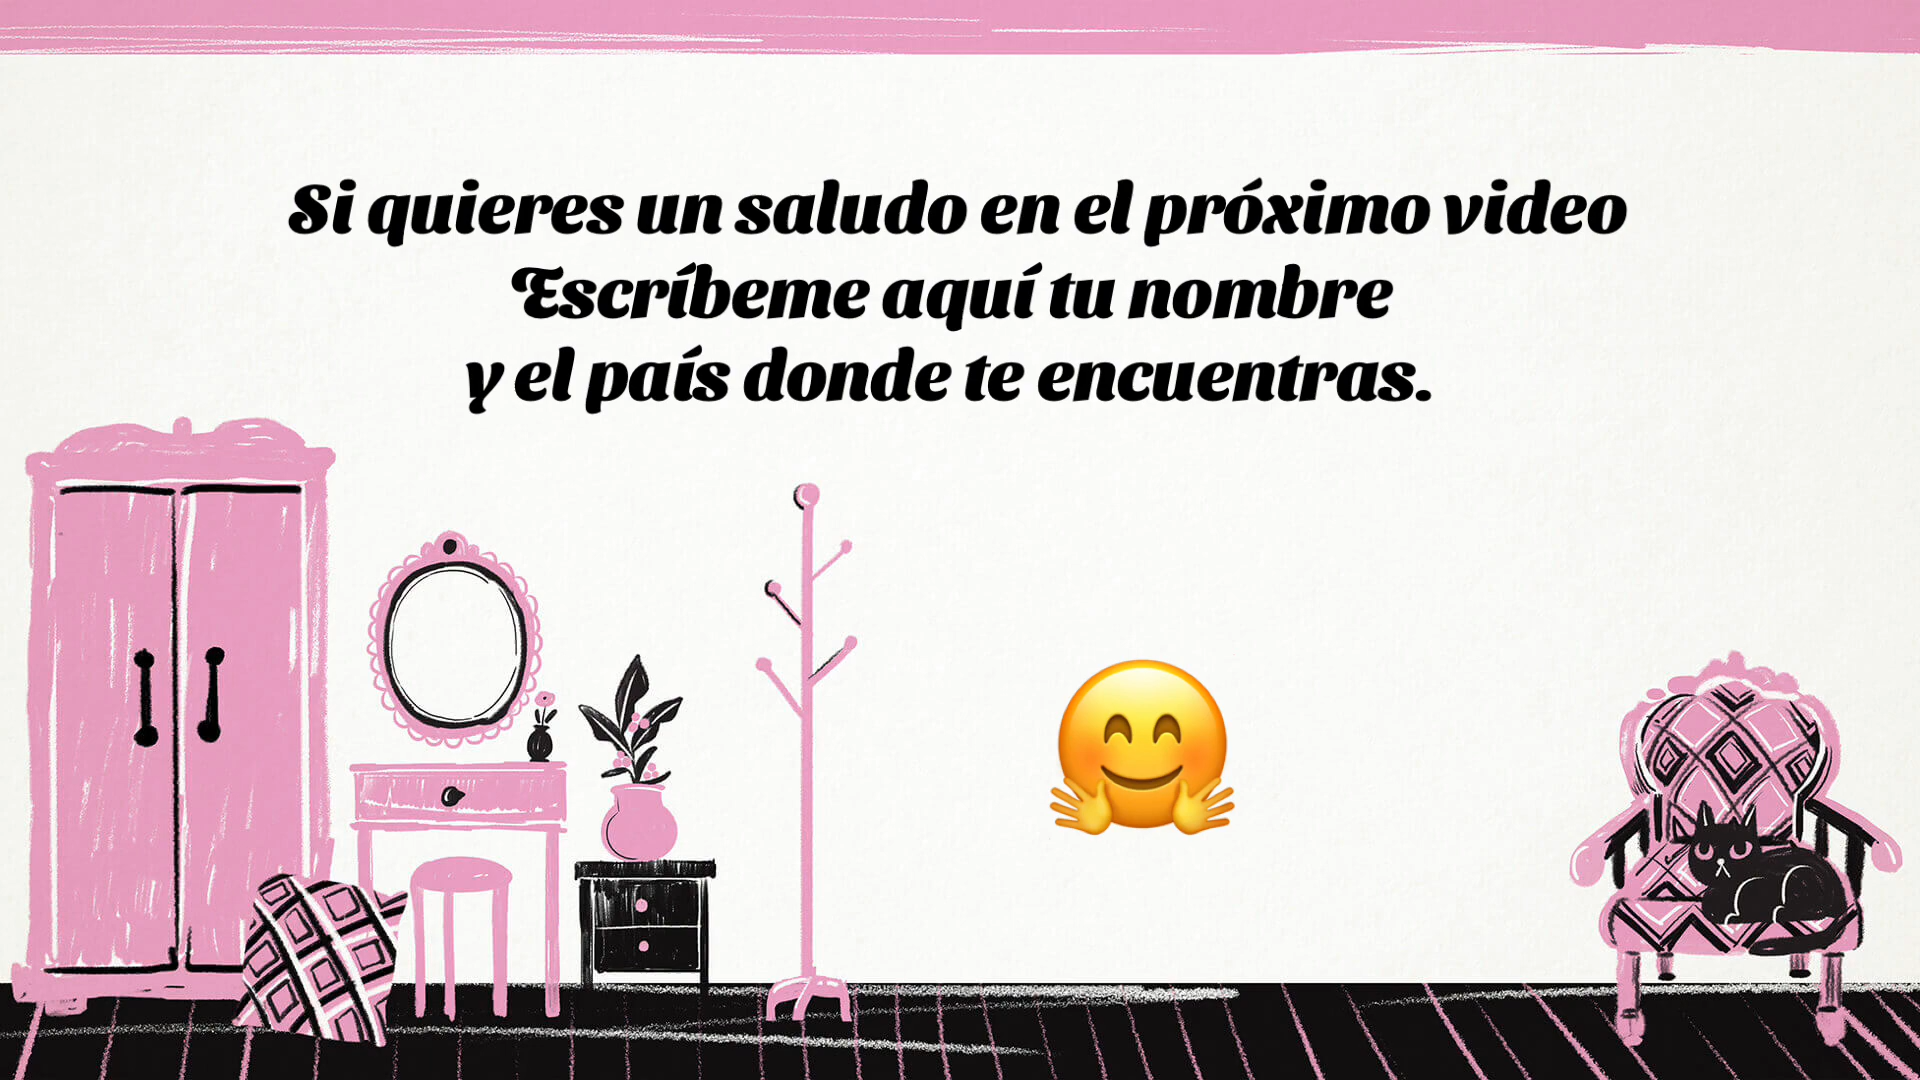 Si quieres un saludo en el próximo video
Escríbeme aquí tu nombre
y el país donde te encuentras.